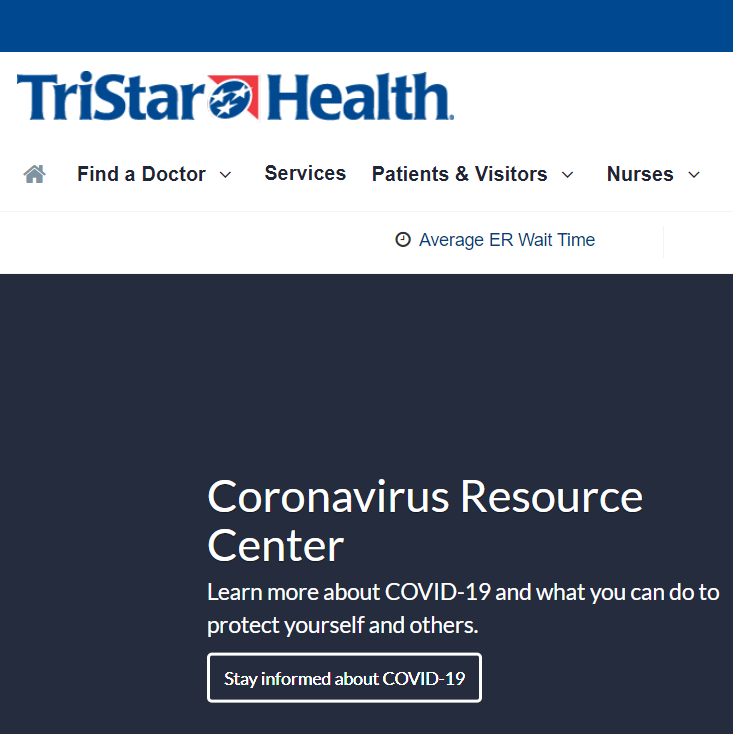 TriStar Health.
Find a Doctor Services Patients & Visitors Nurses
Average ER Wait Time
Coronavirus Resource
Center
Learn more about COVID-19 and what you can do to
protect yourself and others.
Stay informed about COVID-19